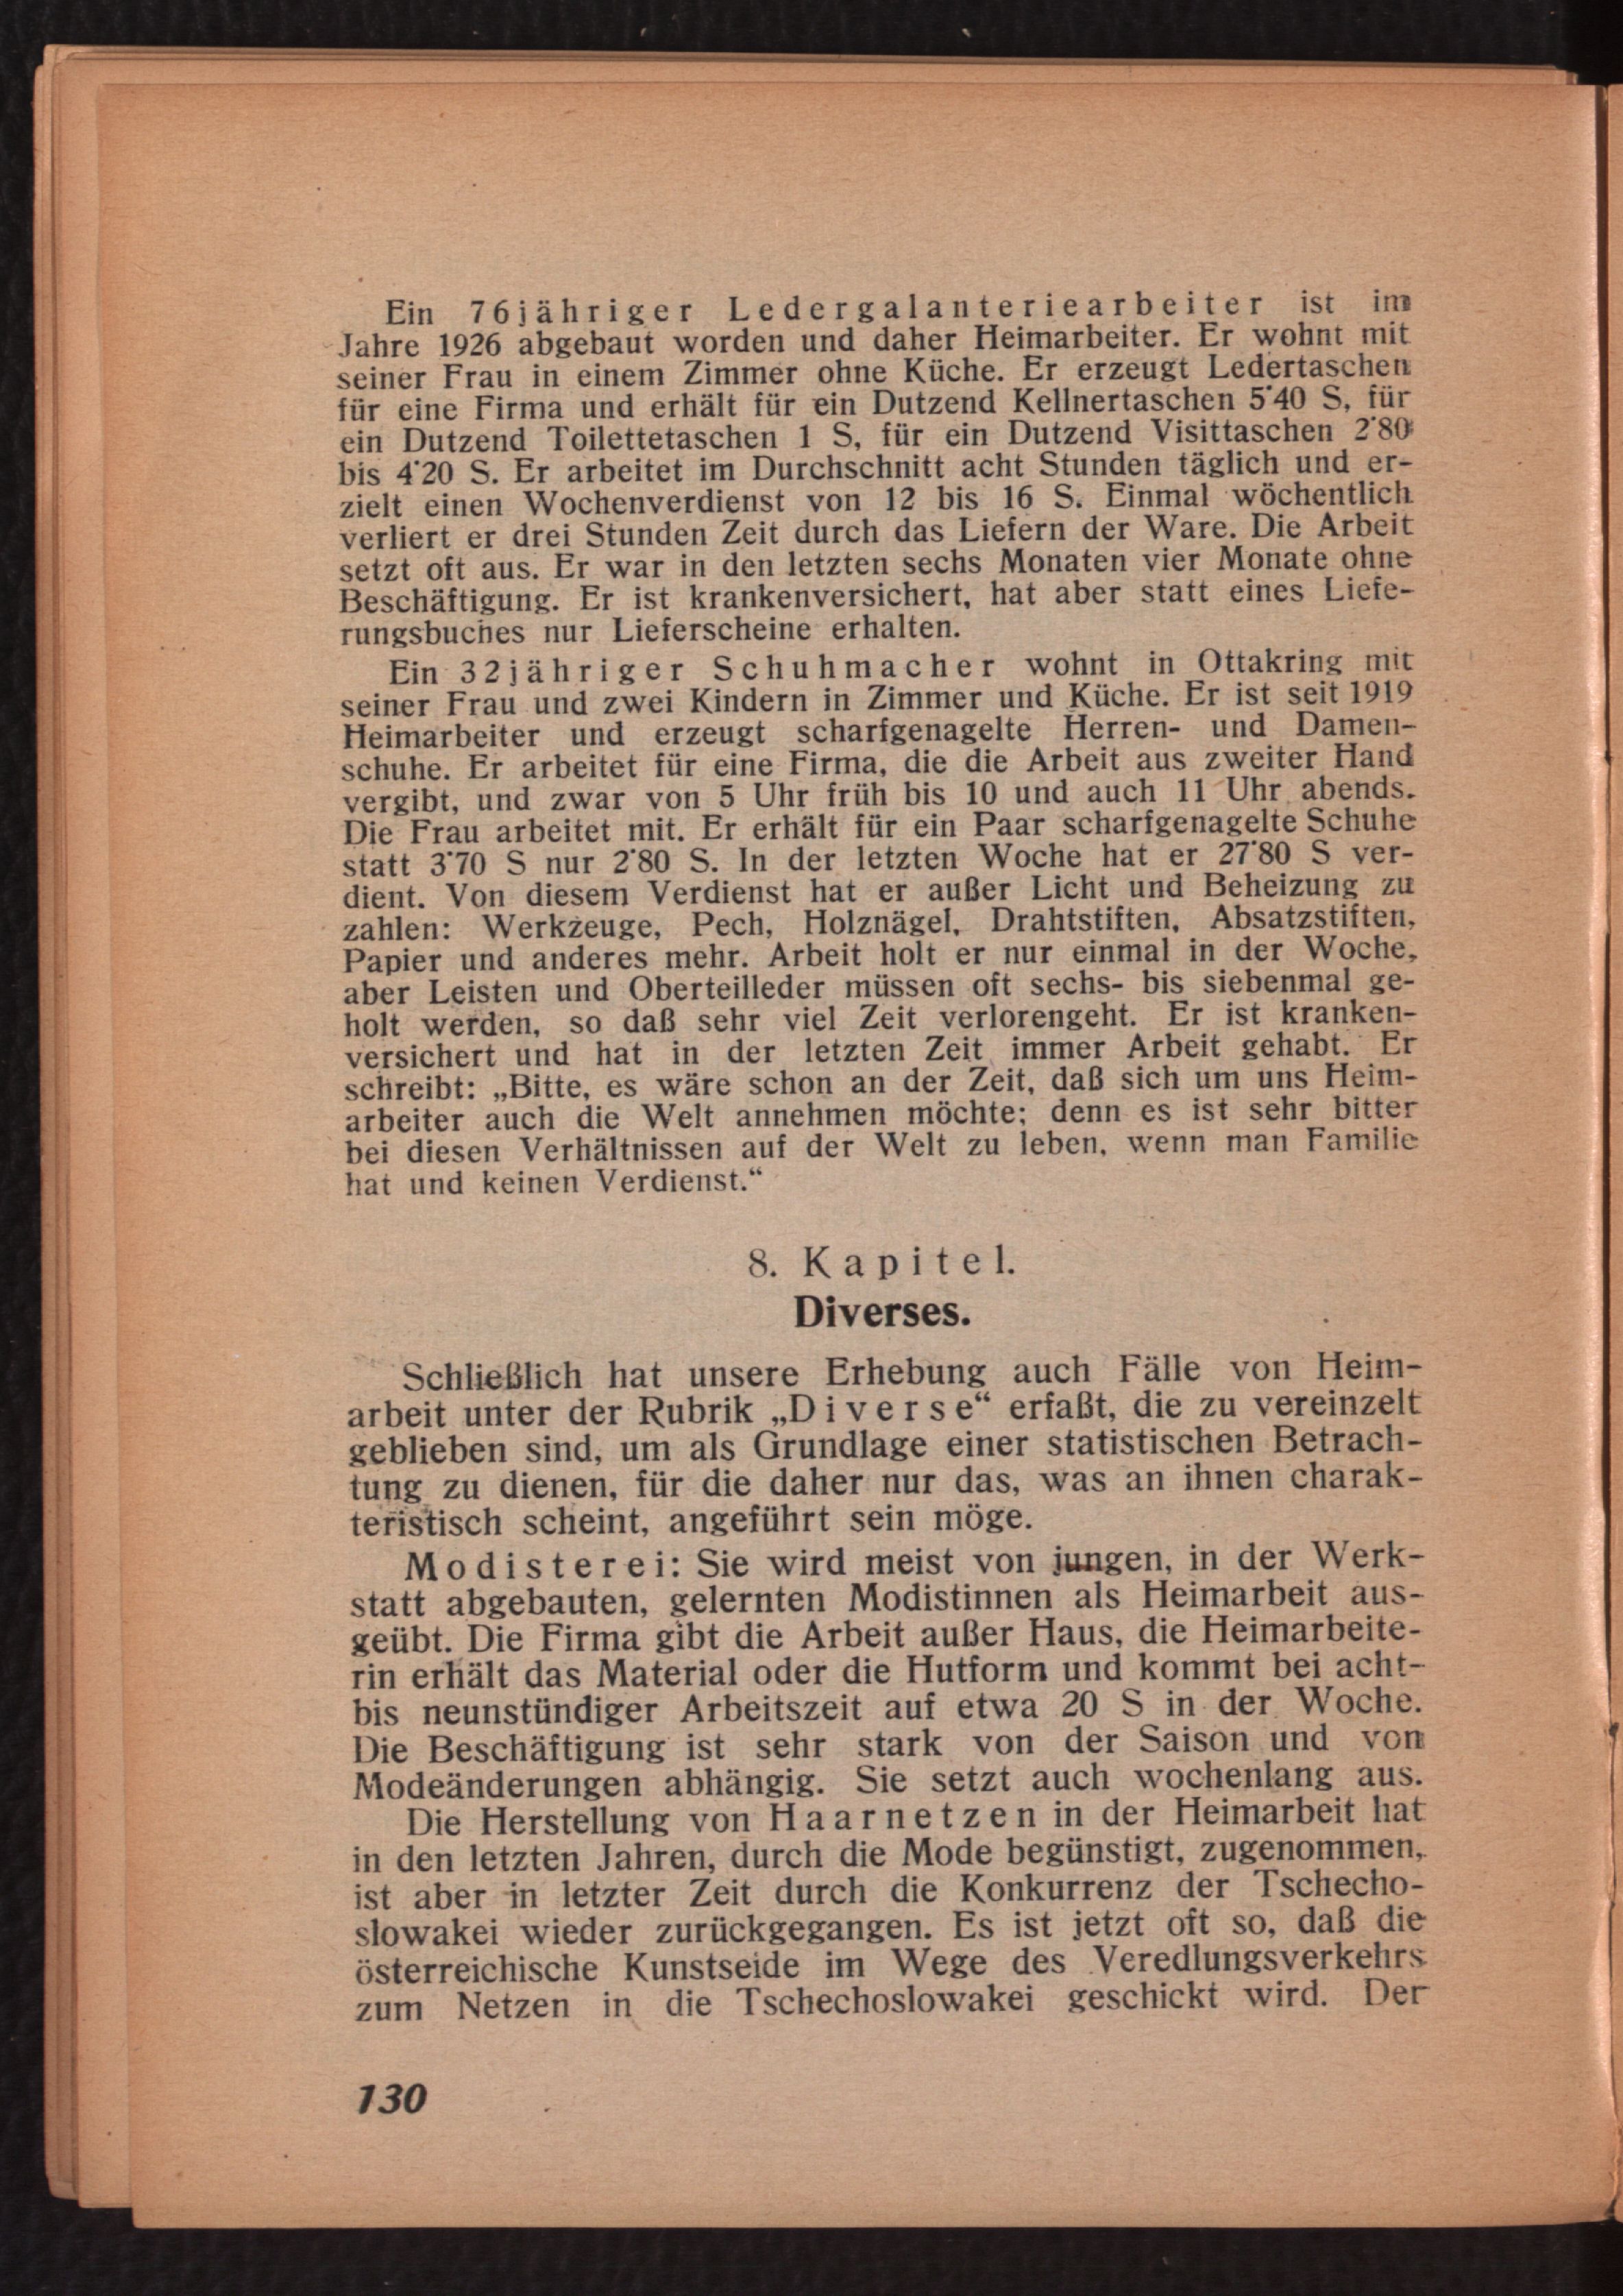 Ein 76jähriger Ledergalanteriearbeiter ist im
Jahre 1926 abgebaut worden und daher Heimarbeiter. Er wohnt mit
seiner Frau in einem Zimmer ohne Küche. Er erzeugt Ledertaschen
für eine Firma und erhält für ein Dutzend Kellnertaschen 5˙40 S, für
ein Dutzend Toilettetaschen 1 S, für ein Dutzend Visittaschen 2˙80
bis 4˙20 S. Er arbeitet im Durchschnitt acht Stunden täglich und er-
zielt einen Wochenverdienst von 12 bis 16 S. Einmal wöchentlich
verliert er drei Stunden Zeit durch das Liefern der Ware. Die Arbeit
setzt oft aus. Er war in den letzten sechs Monaten vier Monate ohne
Beschäftigung. Er ist krankenversichert, hat aber statt eines Liefe-
rungsbuches nur Lieferscheine erhalten.
Ein 32jähriger Schuhmacher wohnt in Ottakring mit
seiner Frau und zwei Kindern in Zimmer und Küche. Er ist seit 1919
Heimarbeiter und erzeugt scharfgenagelte Herren- und Damen-
schuhe. Er arbeitet für eine Firma, die die Arbeit aus zweiter Hand
vergibt, und zwar von 5 Uhr früh bis 10 und auch 11 Uhr abends.
Die Frau arbeitet mit. Er erhält für ein Paar scharfgenagelte Schuhe
statt 3˙70 S nur 2˙80 S. In der letzten Woche hat er 27˙80 S ver-
dient. Von diesem Verdienst hat er außer Licht und Beheizung zu
zahlen: Werkzeuge, Pech, Holznägel, Drahtstiften, Absatzstiften,
Papier und anderes mehr. Arbeit holt er nur einmal in der Woche,
aber Leisten und Oberteilleder müssen oft sechs- bis siebenmal ge-
holt werden, so daß sehr viel Zeit verlorengeht. Er ist kranken-
versichert und hat in der letzten Zeit immer Arbeit gehabt. Er
schreibt: „Bitte, es wäre schon an der Zeit, daß sich um uns Heim-
arbeiter auch die Welt annehmen möchte; denn es ist sehr bitter
bei diesen Verhältnissen auf der Welt zu leben, wenn man Familie
hat und keinen Verdienst.“
8. Kapitel.
Diverses.
Schließlich hat unsere Erhebung auch Fälle von Heim-
arbeit unter der Rubrik „Diverse“ erfaßt, die zu vereinzelt
geblieben sind, um als Grundlage einer statistischen Betrach-
tung zu dienen, für die daher nur das, was an ihnen charak-
teristisch scheint, angeführt sein möge.
Modisterei: Sie wird meist von jungen, in der Werk-
statt abgebauten, gelernten Modistinnen als Heimarbeit aus-
geübt. Die Firma gibt die Arbeit außer Haus, die Heimarbeite-
rin erhält das Material oder die Hutform und kommt bei acht-
bis neunstündiger Arbeitszeit auf etwa 20 S in der Woche.
Die Beschäftigung ist sehr stark von der Saison und von
Modeänderungen abhängig. Sie setzt auch wochenlang aus.
Die Herstellung von Haarnetzen in der Heimarbeit hat
in den letzten Jahren, durch die Mode begünstigt, zugenommen,
ist aber in letzter Zeit durch die Konkurrenz der Tschecho-
slowakei wieder zurückgegangen. Es ist jetzt oft so, daß die
österreichische Kunstseide im Wege des Veredlungsverkehrs
zum Netzen in die Tschechoslowakei geschickt wird. Der
130